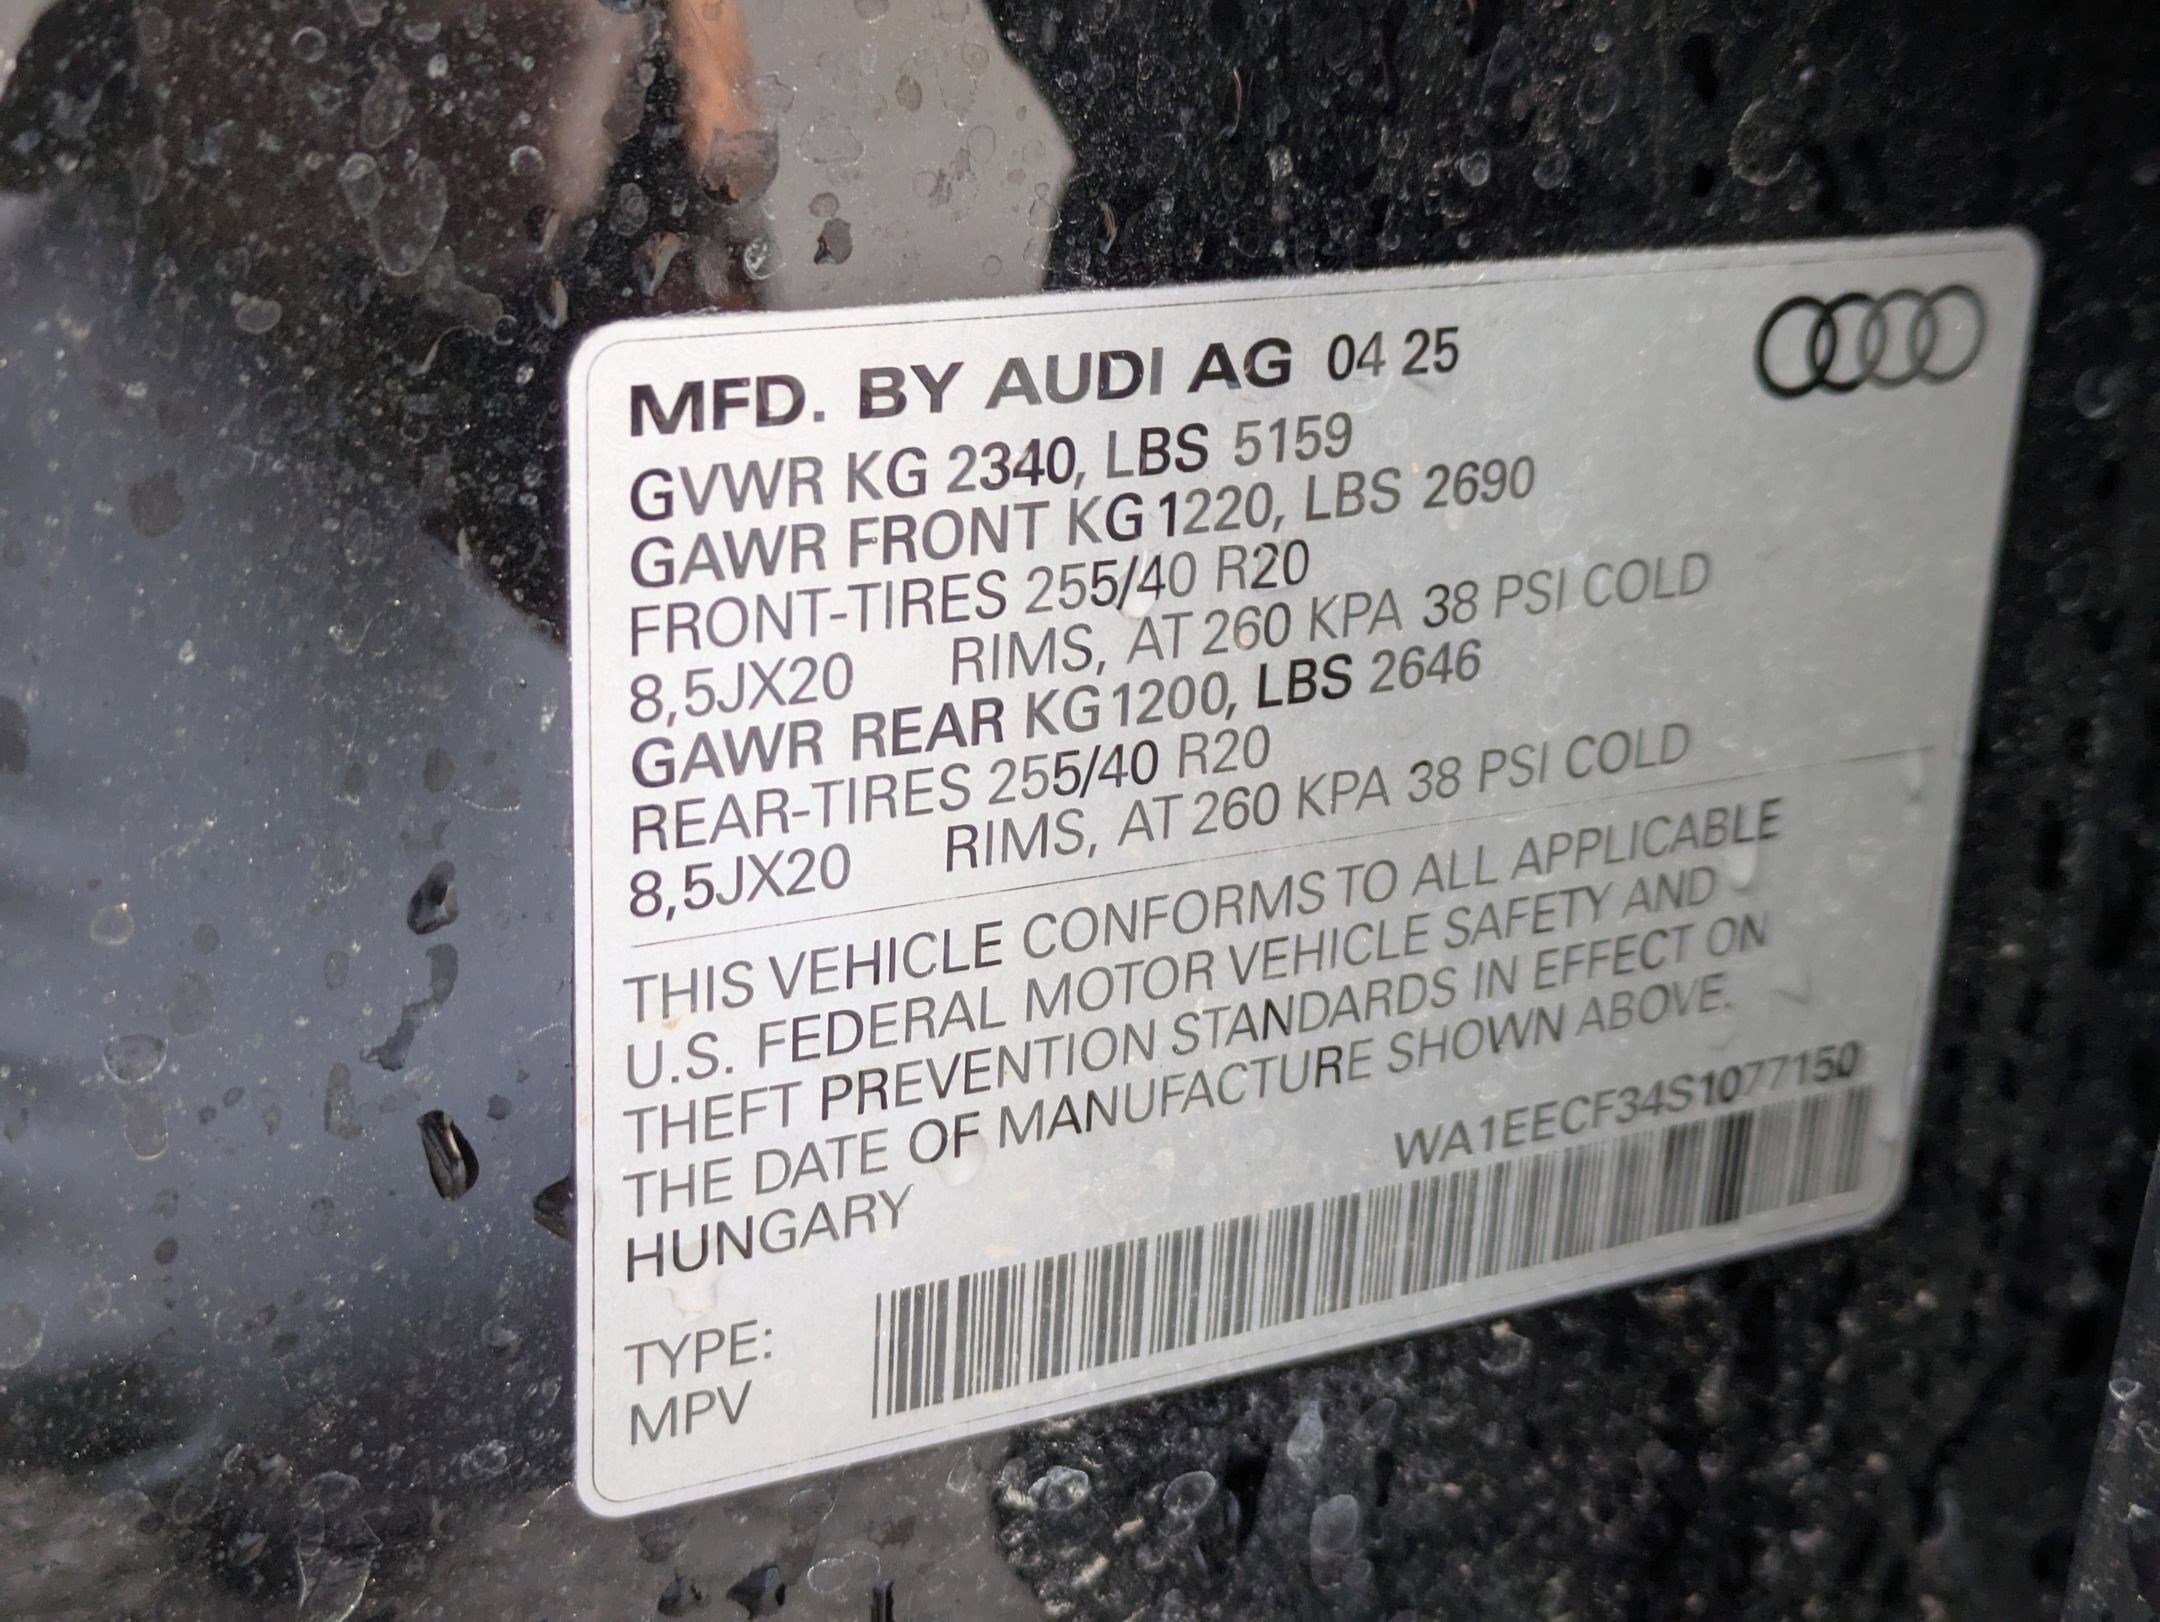 MFD. BY AUDI AG 04 25
GVWR KG 2340, LBS 5159
GAWR FRONT KG 1220, LBS 2690
FRONT-TIRES 255/40 R20
8,5JX20 RIMS, AT 260 KPA 38 PSI COLD
GAWR REAR KG 1200, LBS 2646
REAR-TIRES 255/40 R20
8,5JX20 RIMS, AT 260 KPA 38 PSI COLD
THIS VEHICLE CONFORMS TO ALL APPLICABLE
U.S. FEDERAL MOTOR VEHICLE SAFETY AND
THEFT PREVENTION STANDARDS IN EFFECT ON
THE DATE OF MANUFACTURE SHOWN ABOVE.
HUNGARY
WA1EECF34S1077150
TYPE:
MPV